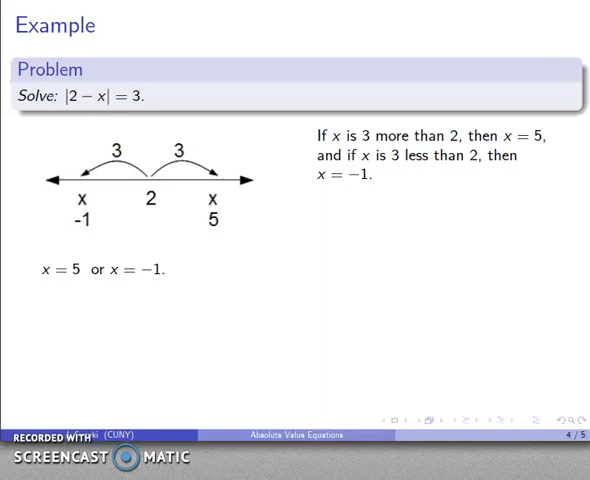 Example
Problem
Solve: |2 − x| = 3.
3 3
x 2 x
-1 5
If x is 3 more than 2, then x = 5,
and if x is 3 less than 2, then
x = −1.
x = 5 or x = −1.
(CUNY) Absolute Value Equations 4 / 5
RECORDED WITH
SCREENCAST MATIC